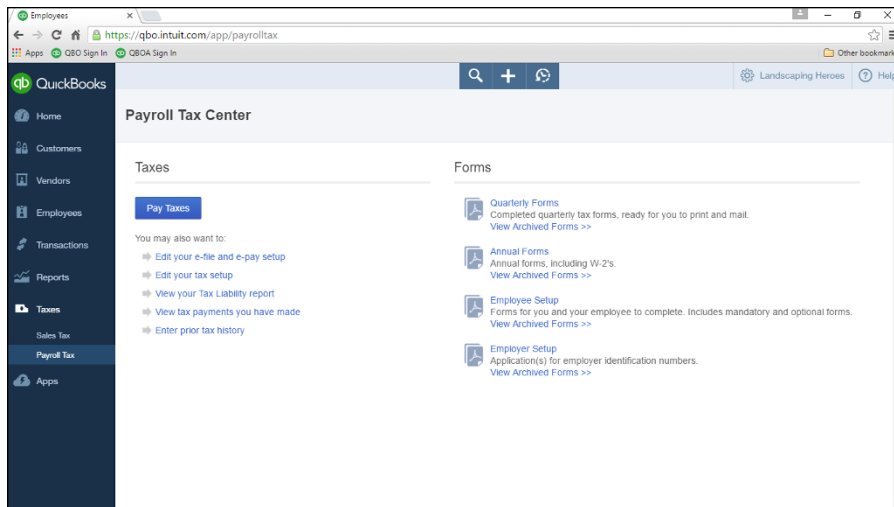 Employees
https://qbo.intuit.com/app/payrolltax
Apps QBO Sign In QBOA Sign In Other bookmark
qb QuickBooks
Landscaping Heroes Help
Home
Customers
Vendors
Employees
Transactions
Reports
Taxes
Sales Tax
Payroll Tax
Apps
Payroll Tax Center
Taxes
Pay Taxes
You may also want to:
Edit your e-file and e-pay setup
Edit your tax setup
View your Tax Liability report
View tax payments you have made
Enter prior tax history
Forms
Quarterly Forms
Completed quarterly tax forms, ready for you to print and mail.
View Archived Forms >>
Annual Forms
Annual forms, including W-2's.
View Archived Forms >>
Employee Setup
Forms for you and your employee to complete. Includes mandatory and optional forms.
View Archived Forms >>
Employer Setup
Application(s) for employer identification numbers.
View Archived Forms >>